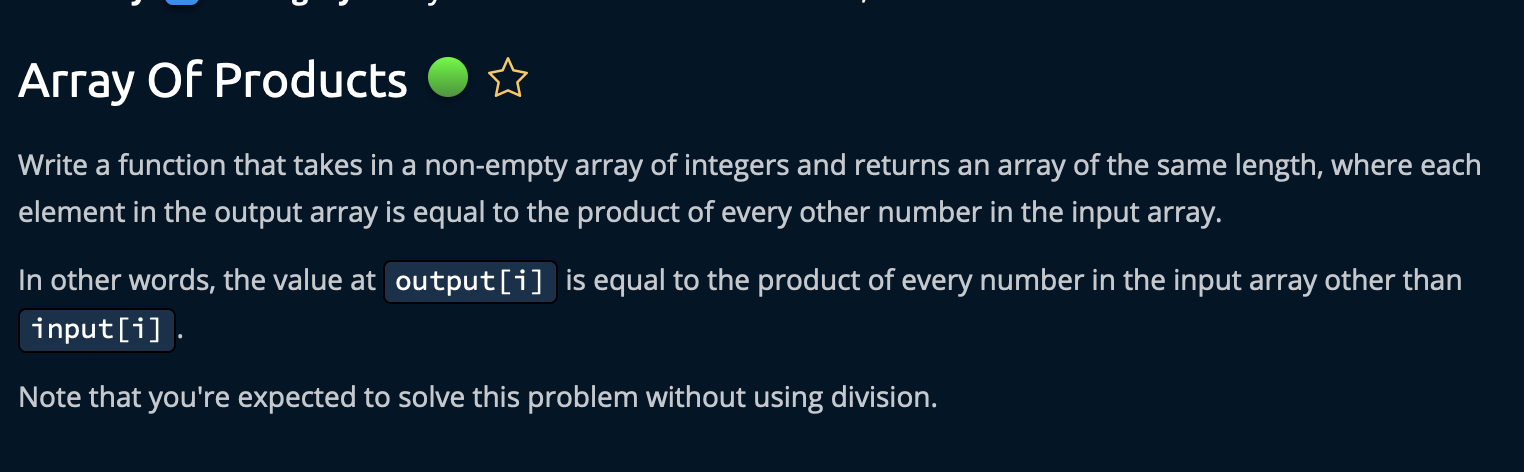 Array Of Products
Write a function that takes in a non-empty array of integers and returns an array of the same length, where each
element in the output array is equal to the product of every other number in the input array.
In other words, the value at output[i] is equal to the product of every number in the input array other than
input[i].
Note that you're expected to solve this problem without using division.